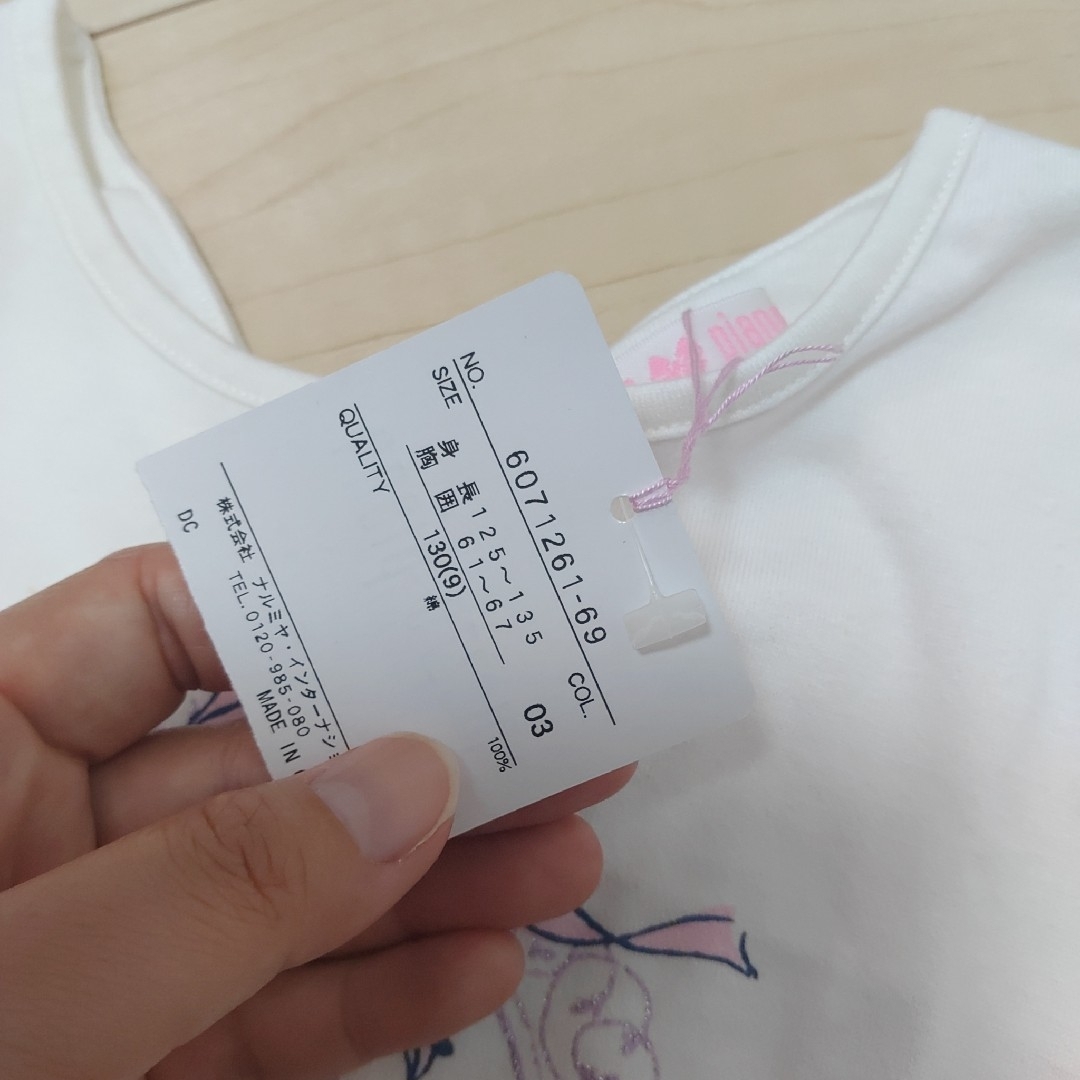 NO. 6071261-69 COL. 03
SIZE 身長125~135
胸囲 61~67
130(9)
QUALITY 綿 100%
株式会社 ナルミヤ・インターナシ
TEL.0120-985-080
DC MADE IN